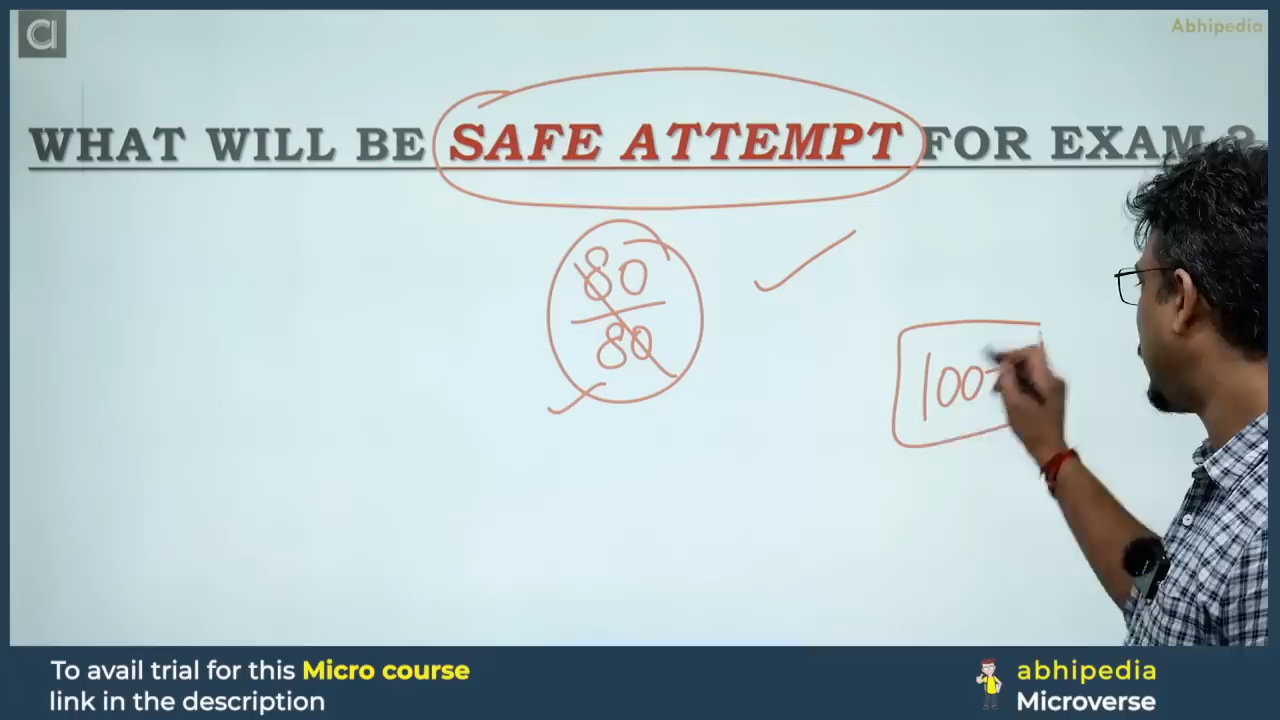 Abhipedia
WHAT WILL BE SAFE ATTEMPT FOR EXAM ?
80
80
100+
To avail trial for this Micro course
link in the description
abhipedia
Microverse